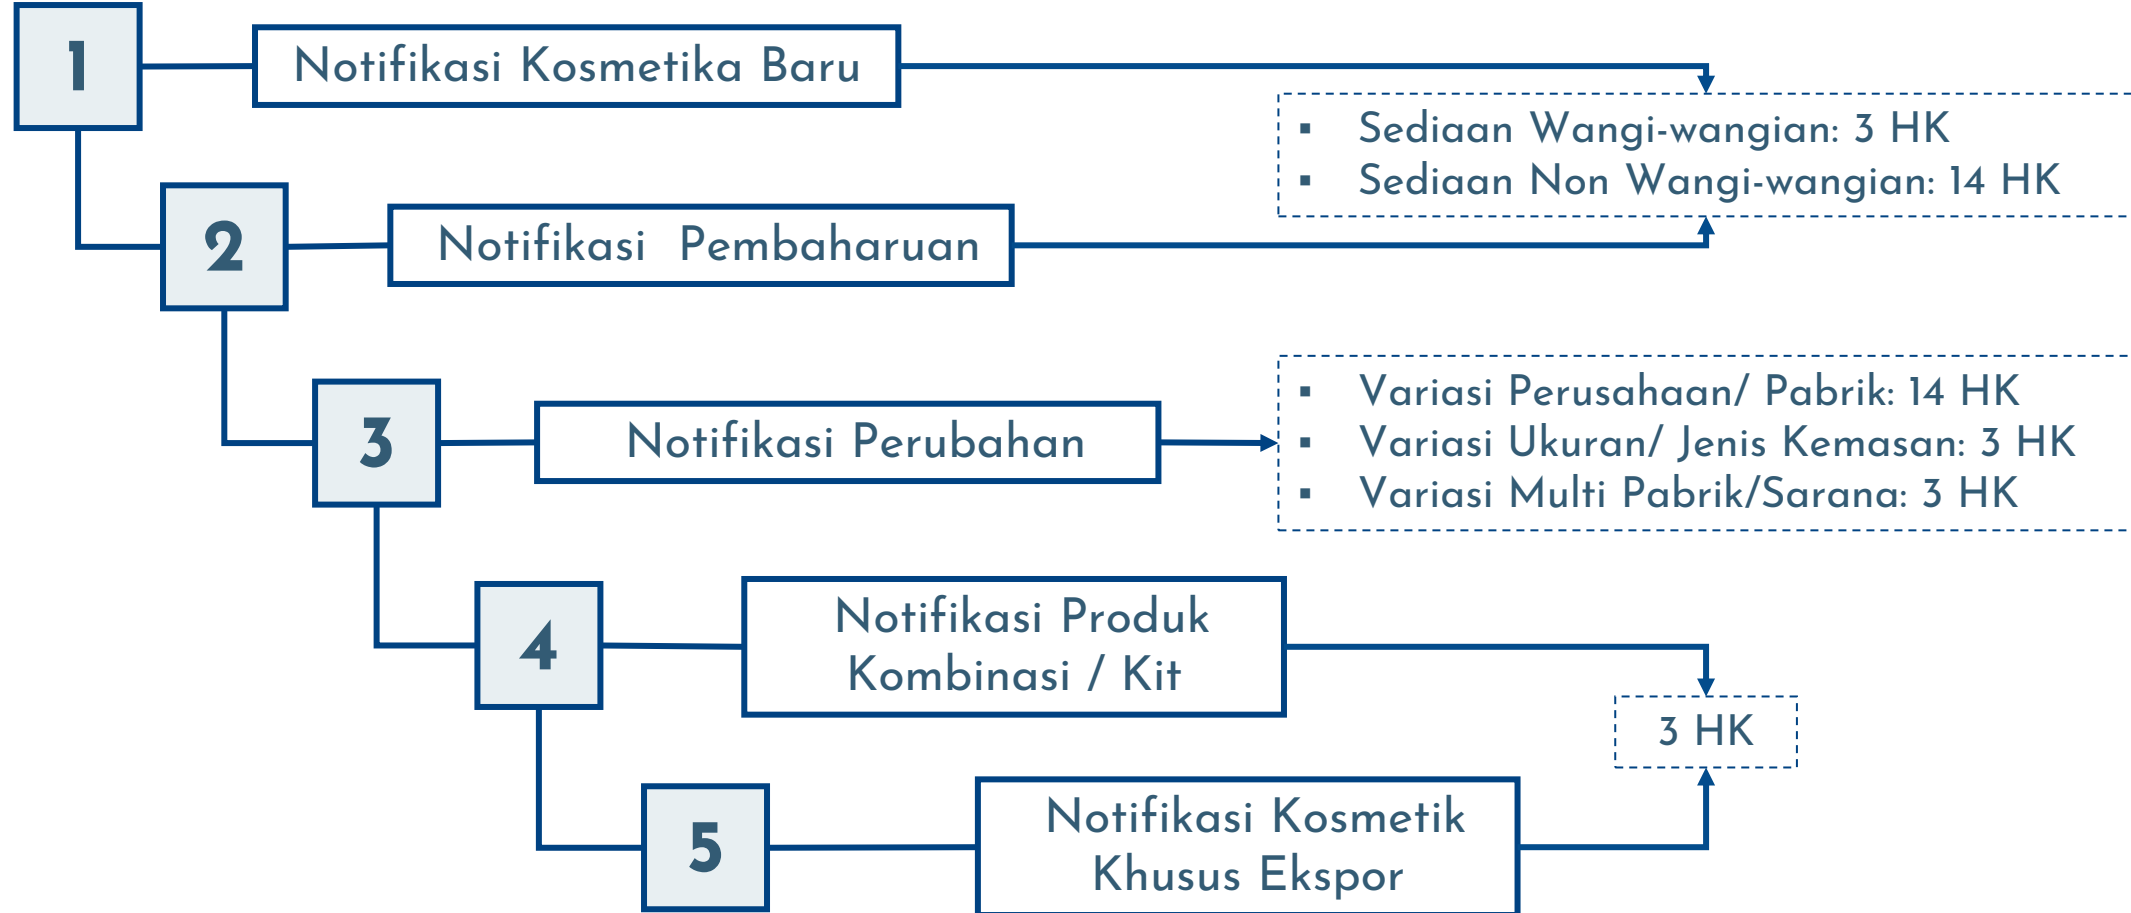 1
Notifikasi Kosmetika Baru
▪ Sediaan Wangi-wangian: 3 HK
▪ Sediaan Non Wangi-wangian: 14 HK
2
Notifikasi Pembaharuan
3
Notifikasi Perubahan
▪ Variasi Perusahaan/ Pabrik: 14 HK
▪ Variasi Ukuran/ Jenis Kemasan: 3 HK
▪ Variasi Multi Pabrik/Sarana: 3 HK
4
Notifikasi Produk
Kombinasi / Kit
3 HK
5
Notifikasi Kosmetik
Khusus Ekspor